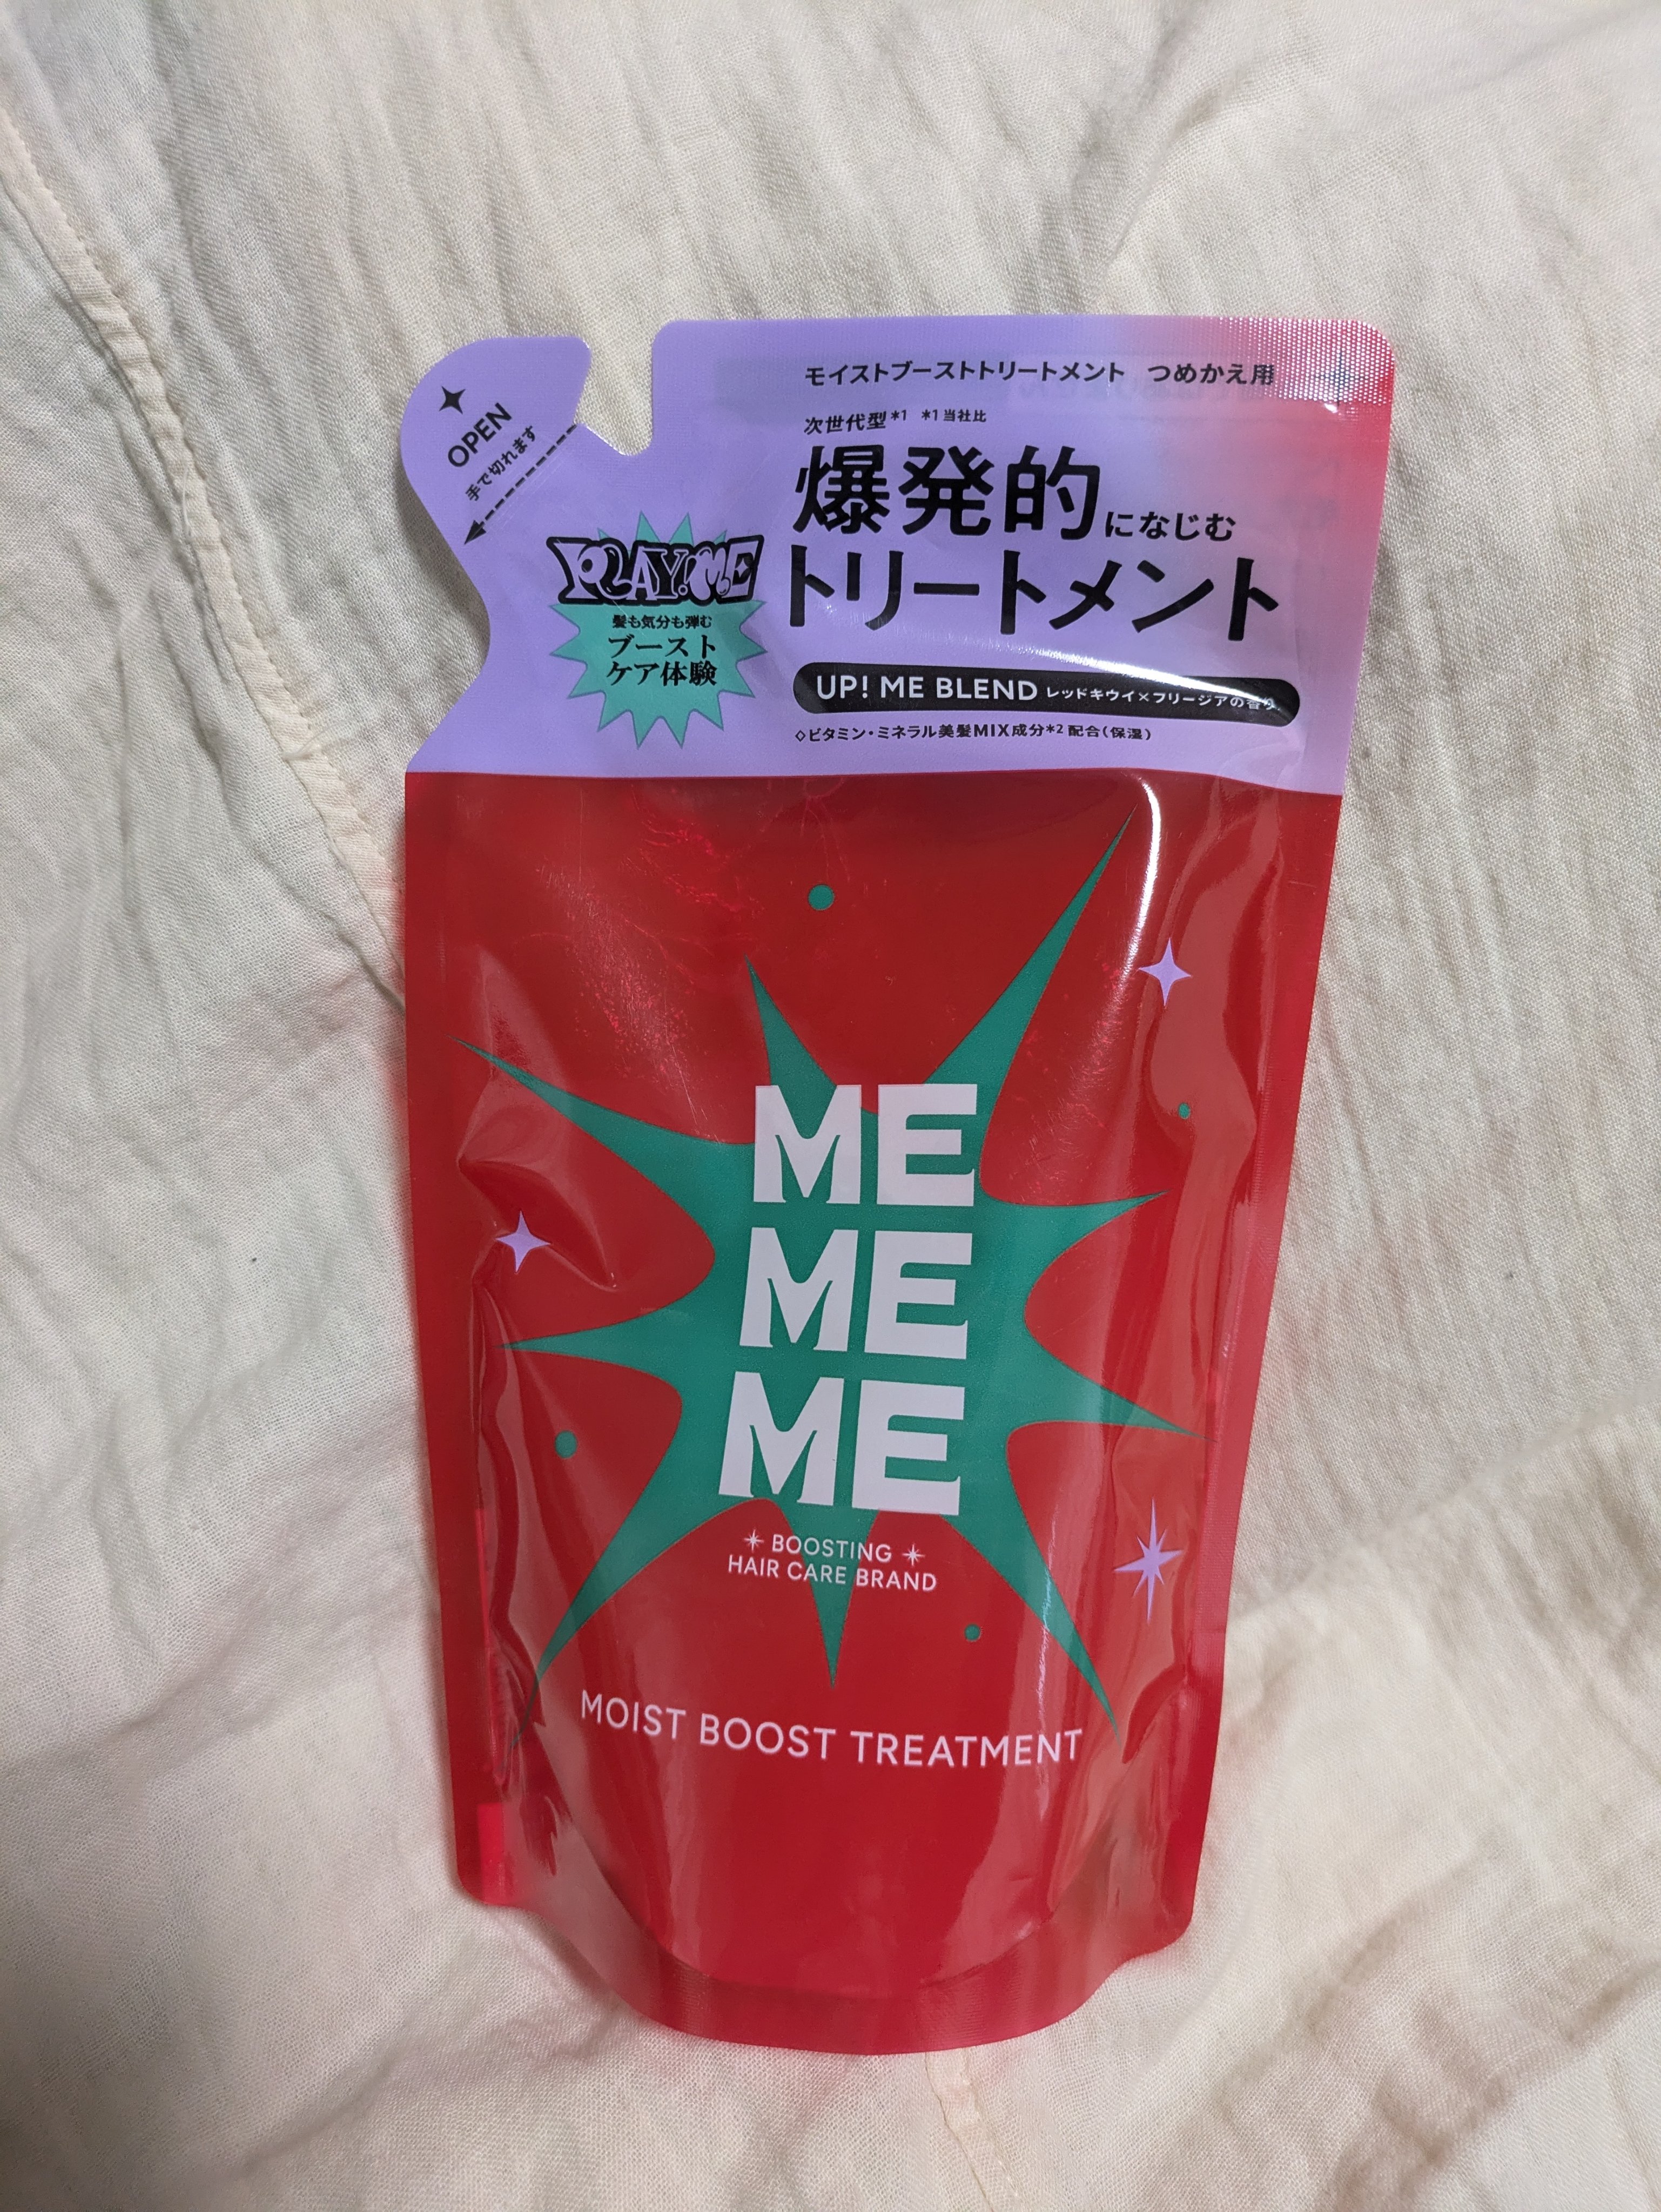 モイストブーストトリートメント つめかえ用
次世代型*1 *1当社比
爆発的になじむ
トリートメント
OPEN
手で切れます
PLAY!ME
髪も気分も弾む
ブースト
ケア体験
UP! ME BLEND レッドキウイ×フリージアの香り
◇ビタミン・ミネラル美髪MIX成分*2配合(保湿)
ME
ME
ME
BOOSTING
HAIR CARE BRAND
MOIST BOOST TREATMENT